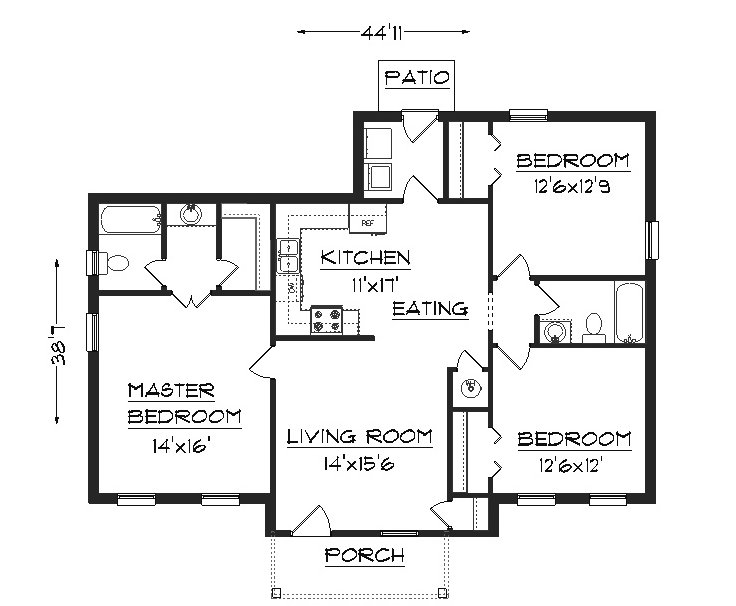 44'11
PATIO
BEDROOM
12'6x12'9
REF
KITCHEN
11'x17'
EATING
DW
38'7
MASTER
BEDROOM
14'x16'
LIVING ROOM
14'x15'6
BEDROOM
12'6x12'
PORCH